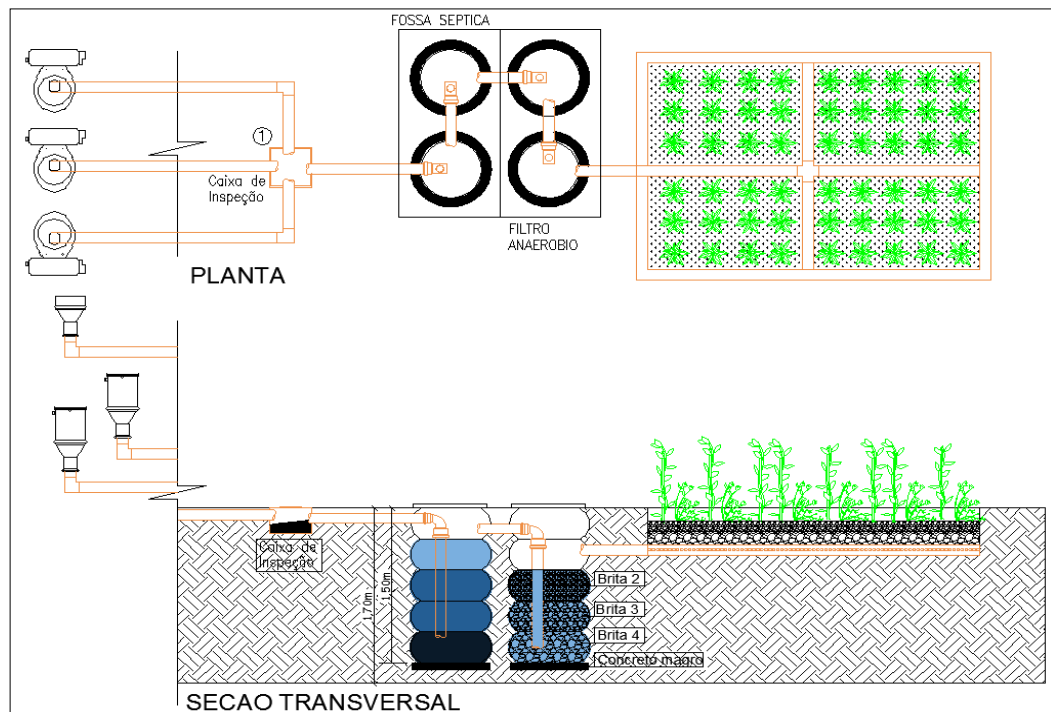 FOSSA SEPTICA
1
Caixa de
Inspeção
FILTRO
ANAEROBIO
PLANTA
Caixa de
Inspeção
1,70m
1,50m
Brita 2
Brita 3
Brita 4
Concreto magro
SECAO TRANSVERSAL